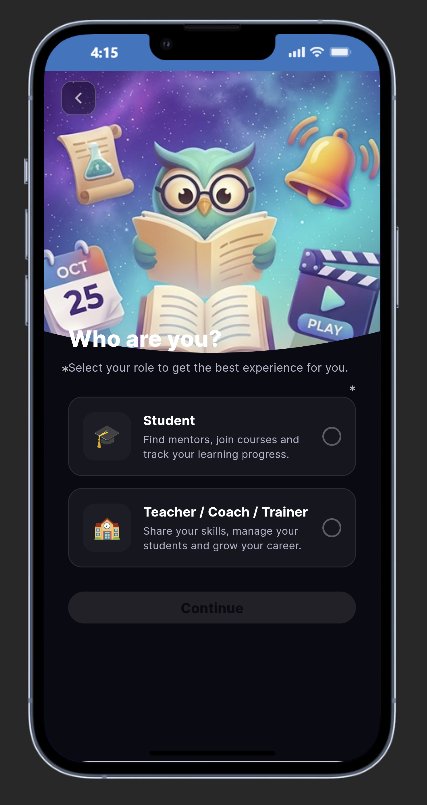 4:15
OCT
25
PLAY
Who are you?
*Select your role to get the best experience for you.
*
Student
Find mentors, join courses and
track your learning progress.
Teacher / Coach / Trainer
Share your skills, manage your
students and grow your career.
Continue